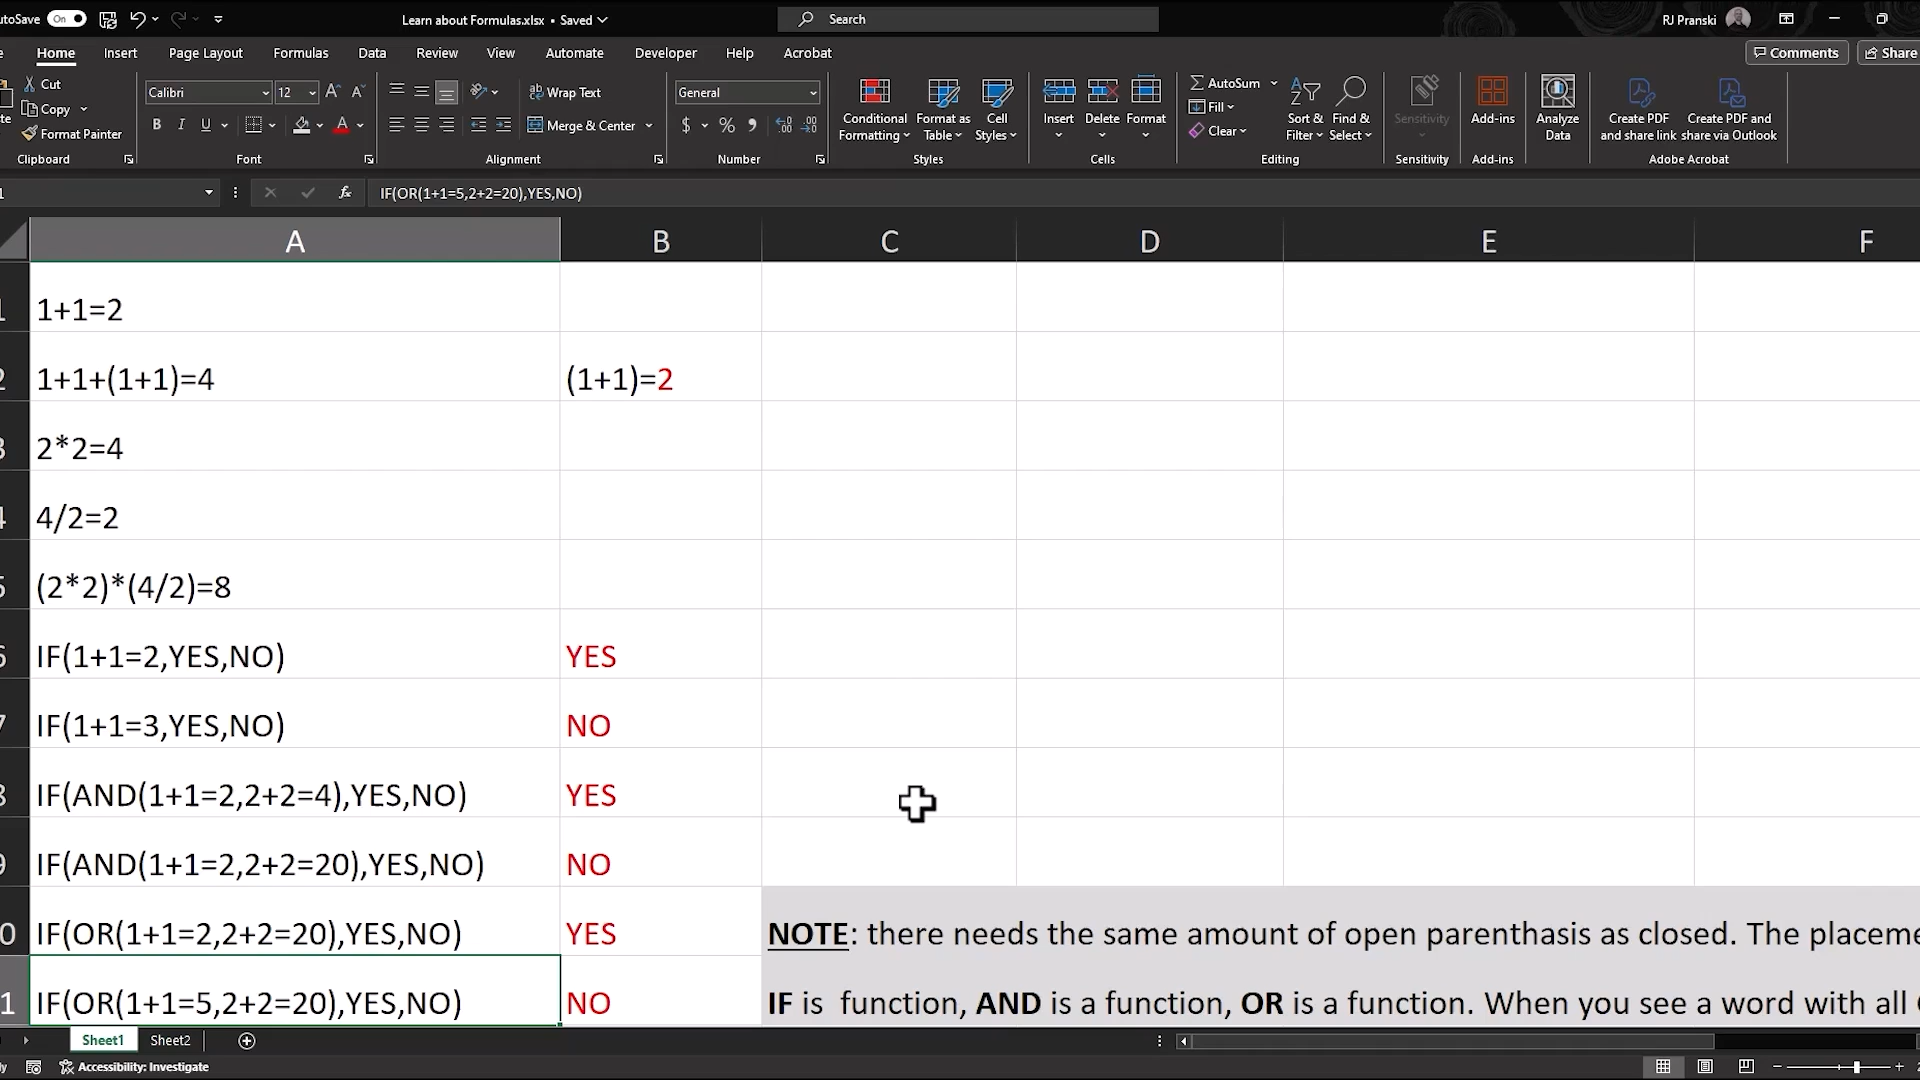 utoSave On Learn about Formulas.xlsx • Saved Search RJ Pranski
Home Insert Page Layout Formulas Data Review View Automate Developer Help Acrobat Comments Share
Cut
Copy
Format Painter
Clipboard
Calibri 12
B I U
Font
Wrap Text
Merge & Center
Alignment
General
$ % 9
Number
Conditional Formatting
Format as Table
Cell Styles
Styles
Insert Delete Format
Cells
AutoSum
Fill
Clear
Sort & Filter
Find & Select
Editing
Sensitivity
Sensitivity
Add-ins
Add-ins
Analyze Data
Create PDF and share link
Create PDF and share via Outlook
Adobe Acrobat
fx IF(OR(1+1=5,2+2=20),YES,NO)
A B C D E F
1+1=2
1+1+(1+1)=4 (1+1)=2
2*2=4
4/2=2
(2*2)*(4/2)=8
IF(1+1=2,YES,NO) YES
IF(1+1=3,YES,NO) NO
IF(AND(1+1=2,2+2=4),YES,NO) YES
IF(AND(1+1=2,2+2=20),YES,NO) NO
IF(OR(1+1=2,2+2=20),YES,NO) YES NOTE: there needs the same amount of open parenthasis as closed. The placeme
IF(OR(1+1=5,2+2=20),YES,NO) NO IF is function, AND is a function, OR is a function. When you see a word with all
Sheet1 Sheet2
Accessibility: Investigate